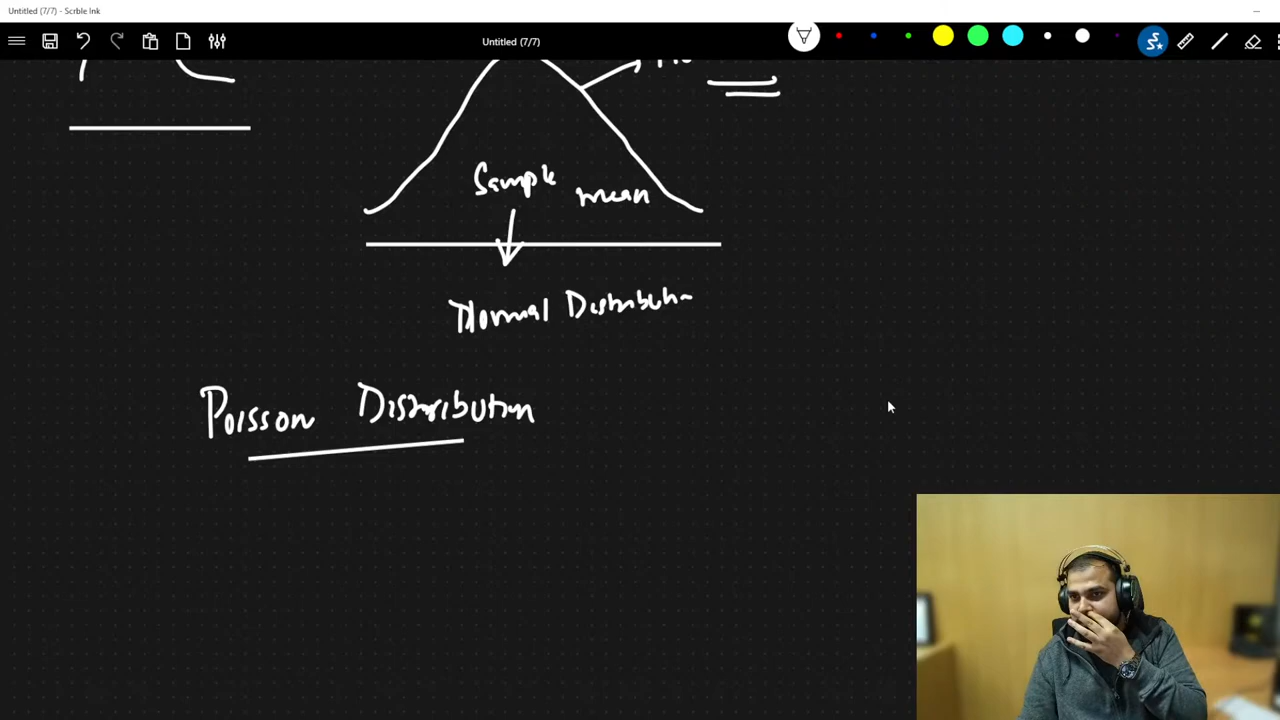 Untitled (7/7) - Scrble Ink
Untitled (7/7)
Sample mean
Normal Distribution
Poisson Distribution